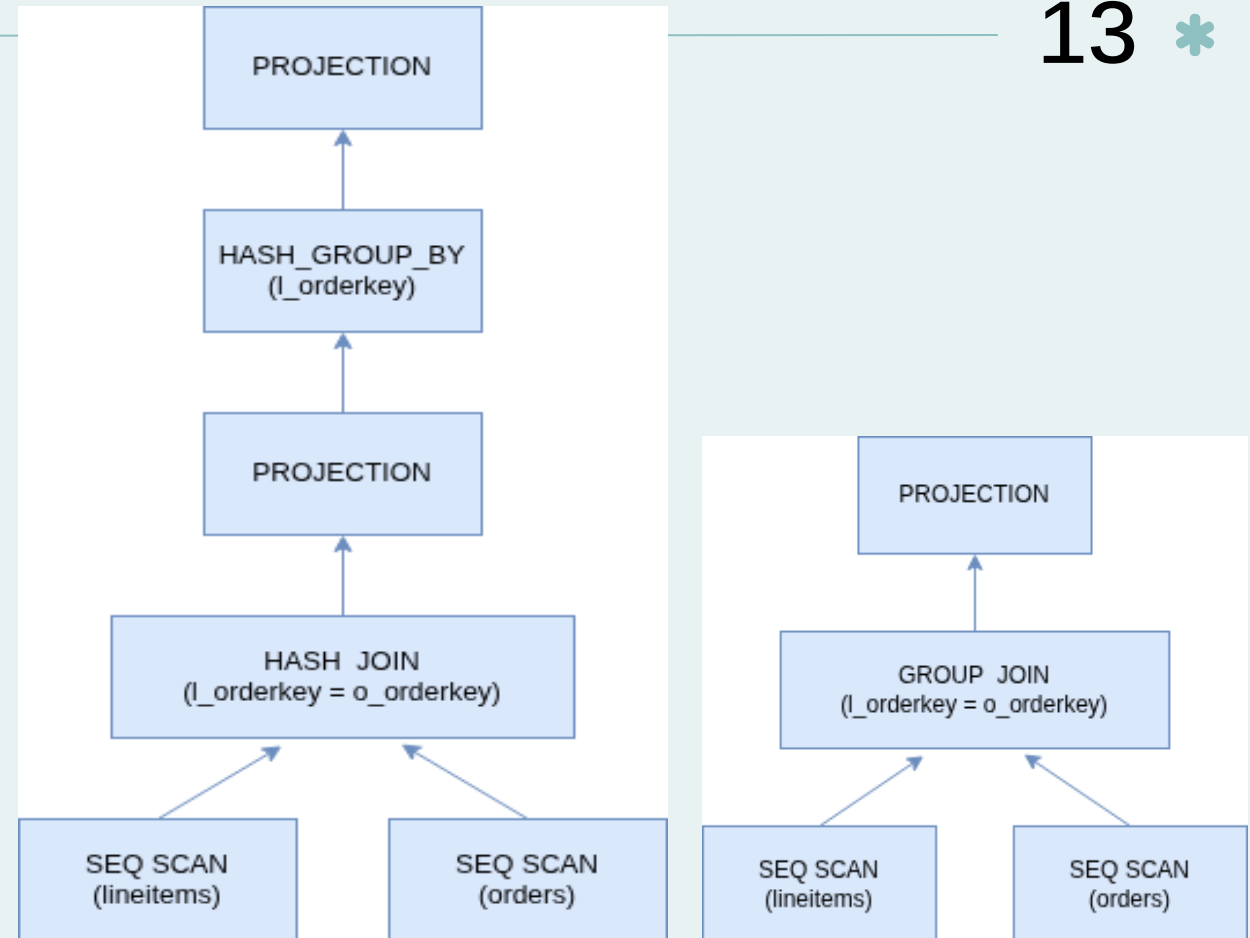 13
PROJECTION
HASH_GROUP_BY
(l_orderkey)
PROJECTION
HASH JOIN
(l_orderkey = o_orderkey)
SEQ SCAN
(lineitems)
SEQ SCAN
(orders)
PROJECTION
GROUP JOIN
(l_orderkey = o_orderkey)
SEQ SCAN
(lineitems)
SEQ SCAN
(orders)